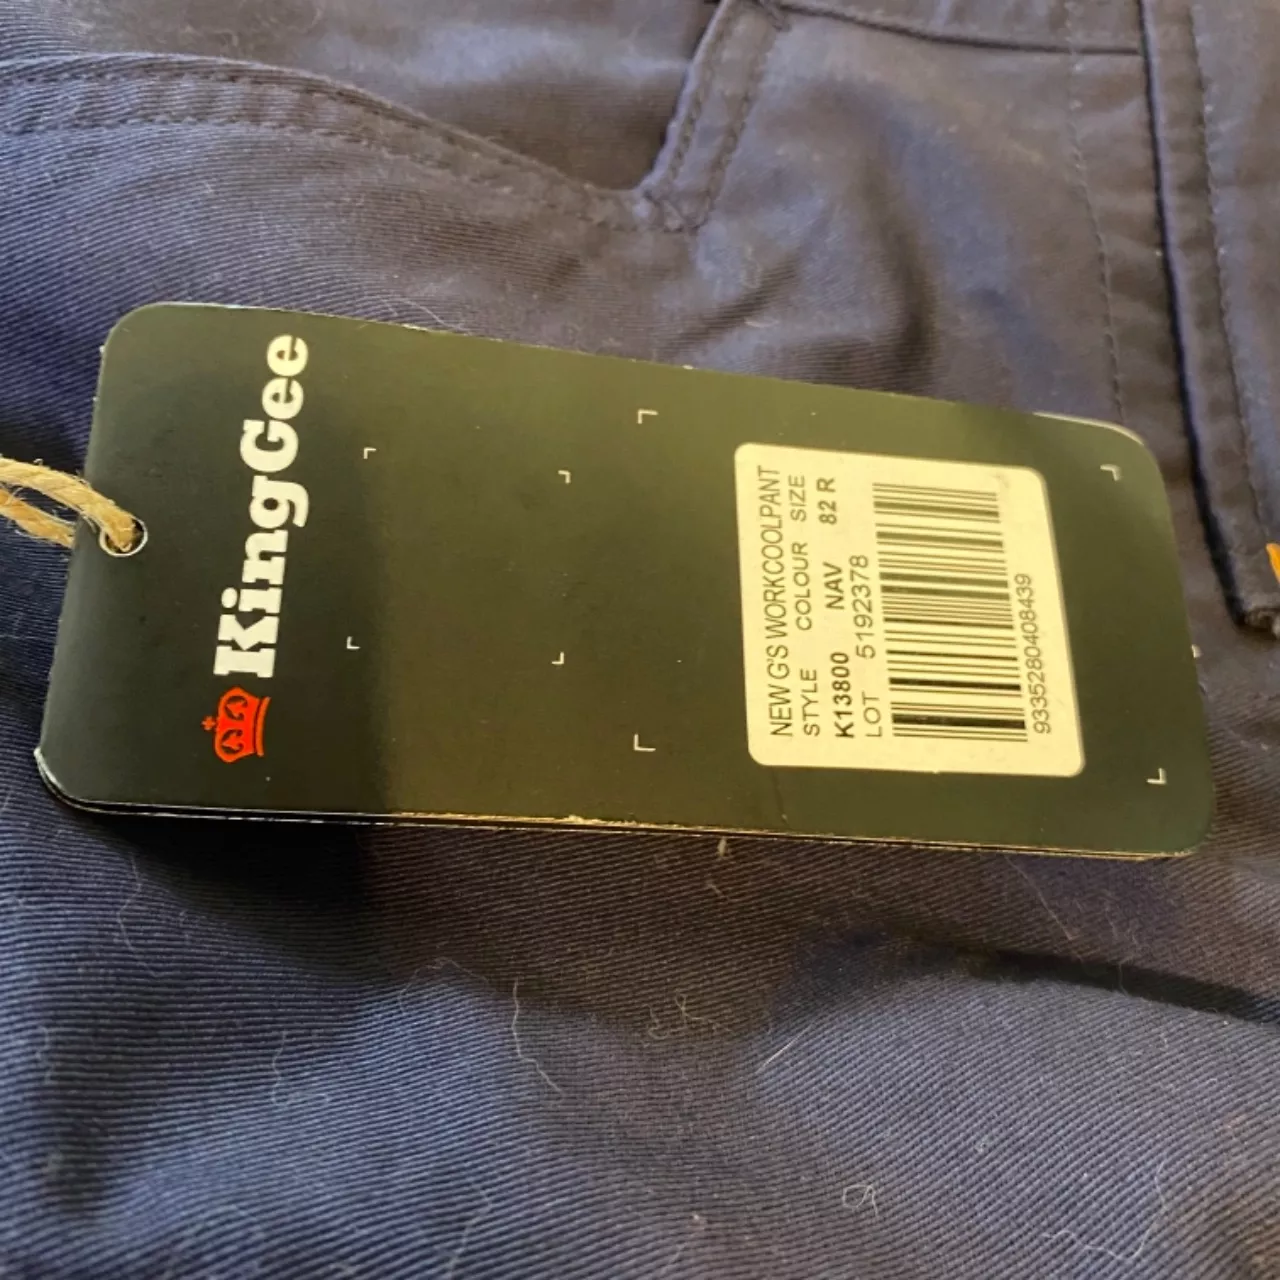 KingGee
NEW G'S WORKCOOLPANT
STYLE COLOUR SIZE
K13800 NAV 82 R
LOT 5192378
9335280408439